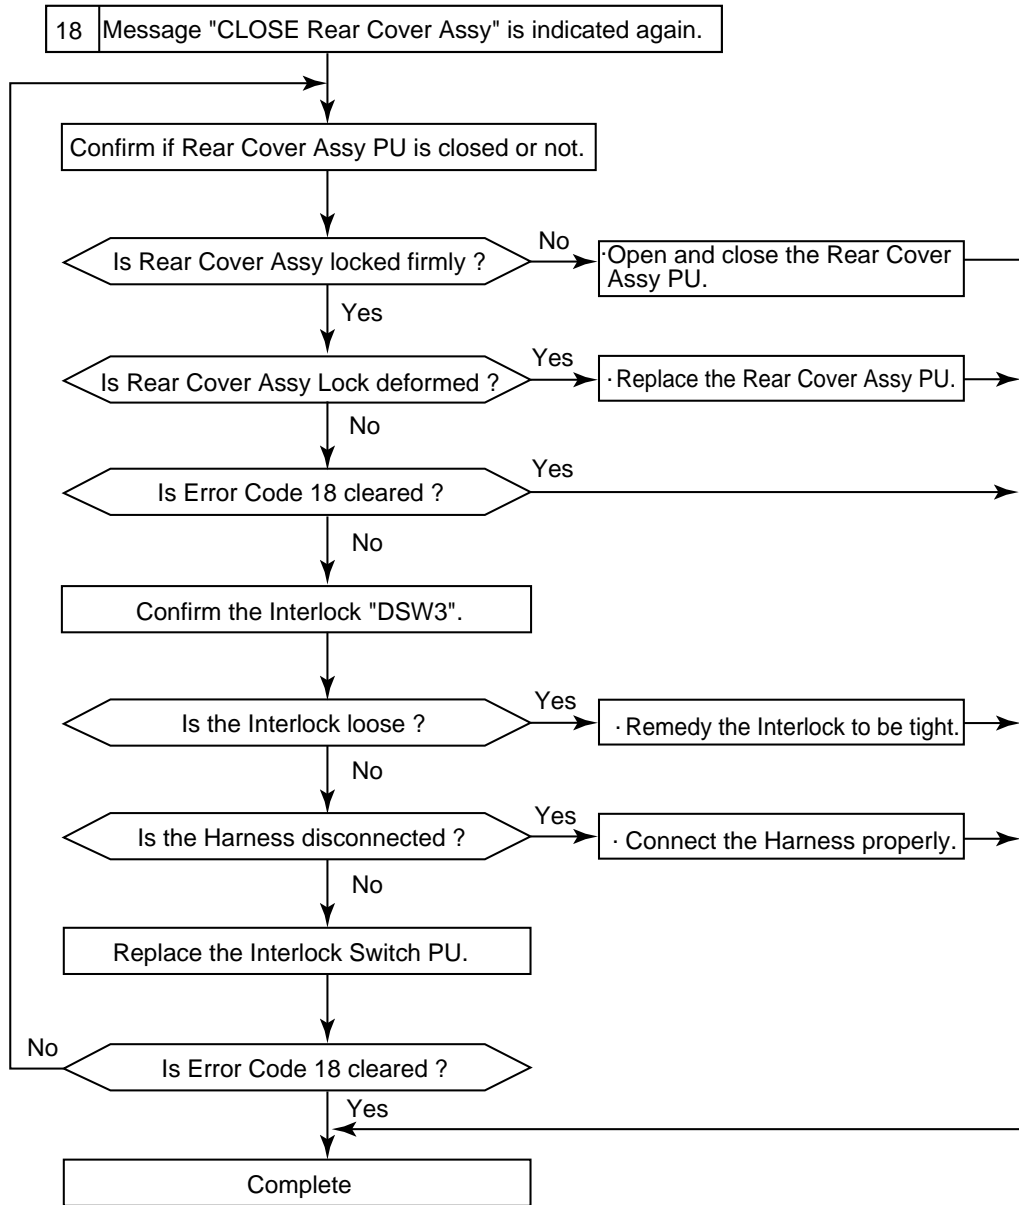 18 Message "CLOSE Rear Cover Assy" is indicated again.
Confirm if Rear Cover Assy PU is closed or not.
Is Rear Cover Assy locked firmly ?
No
·Open and close the Rear Cover
Assy PU.
Yes
Is Rear Cover Assy Lock deformed ?
Yes
· Replace the Rear Cover Assy PU.
No
Is Error Code 18 cleared ?
Yes
No
Confirm the Interlock "DSW3".
Is the Interlock loose ?
Yes
· Remedy the Interlock to be tight.
No
Is the Harness disconnected ?
Yes
· Connect the Harness properly.
No
Replace the Interlock Switch PU.
No
Is Error Code 18 cleared ?
Yes
Complete